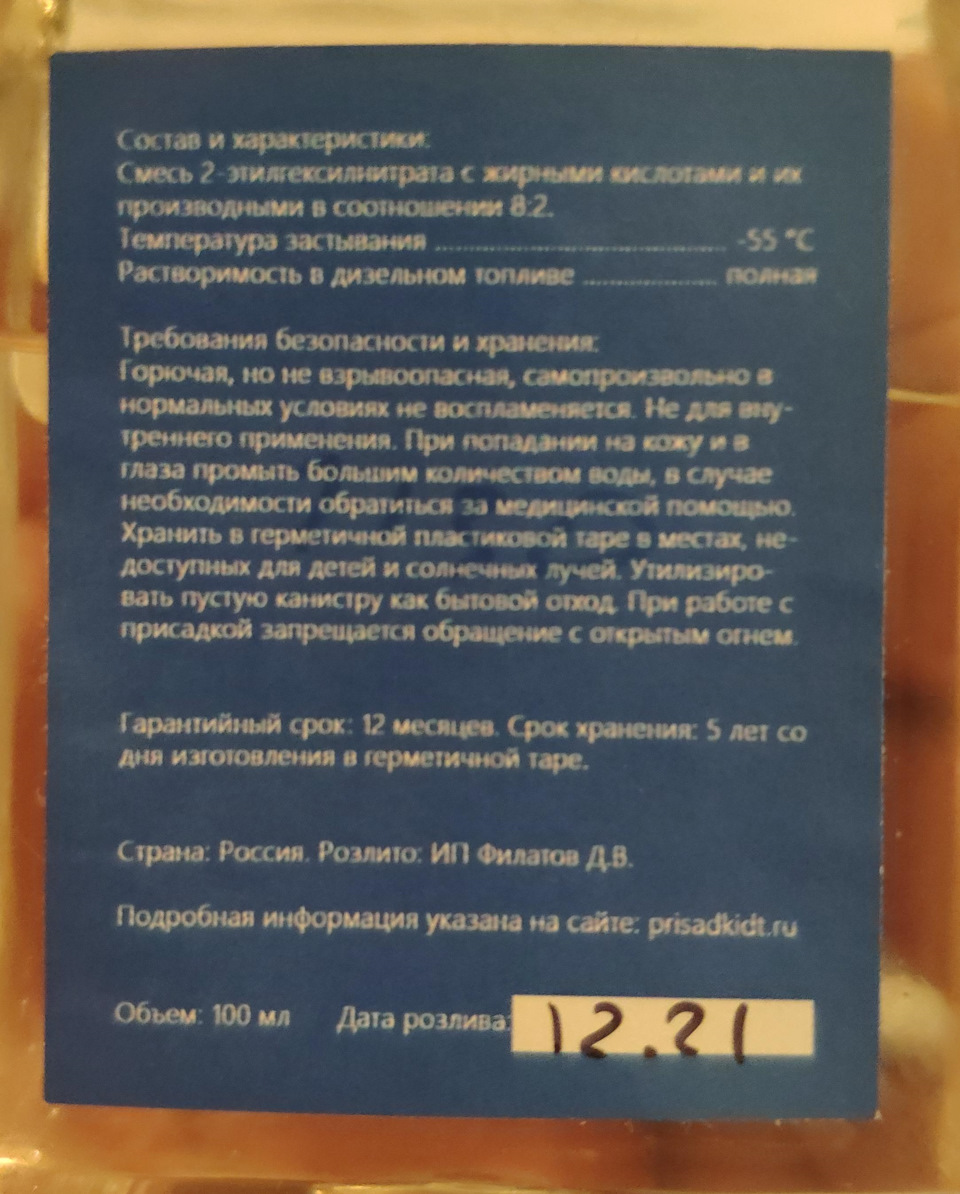 Состав и характеристики:
Смесь 2-этилгексилнитрата с жирными кислотами и их
производными в соотношении 8:2.
Температура застывания ........................................ -55 °C
Растворимость в дизельном топливе .................. полная
Требования безопасности и хранения:
Горючая, но не взрывоопасная, самопроизвольно в
нормальных условиях не воспламеняется. Не для вну-
треннего применения. При попадании на кожу и в
глаза промыть большим количеством воды, в случае
необходимости обратиться за медицинской помощью.
Хранить в герметичной пластиковой таре в местах, не-
доступных для детей и солнечных лучей. Утилизиро-
вать пустую канистру как бытовой отход. При работе с
присадкой запрещается обращение с открытым огнем.
Гарантийный срок: 12 месяцев. Срок хранения: 5 лет со
дня изготовления в герметичной таре.
Страна: Россия. Розлито: ИП Филатов Д.В.
Подробная информация указана на сайте: prisadkidt.ru
Объем: 100 мл Дата розлива: 12.21